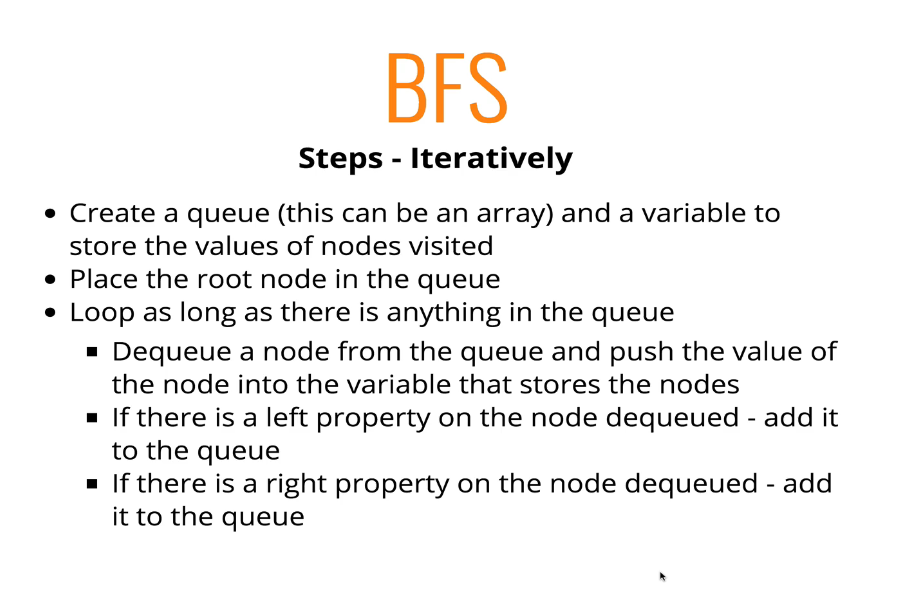 BFS
Steps - Iteratively
Create a queue (this can be an array) and a variable to
store the values of nodes visited
Place the root node in the queue
Loop as long as there is anything in the queue
Dequeue a node from the queue and push the value of
the node into the variable that stores the nodes
If there is a left property on the node dequeued - add it
to the queue
If there is a right property on the node dequeued - add
it to the queue